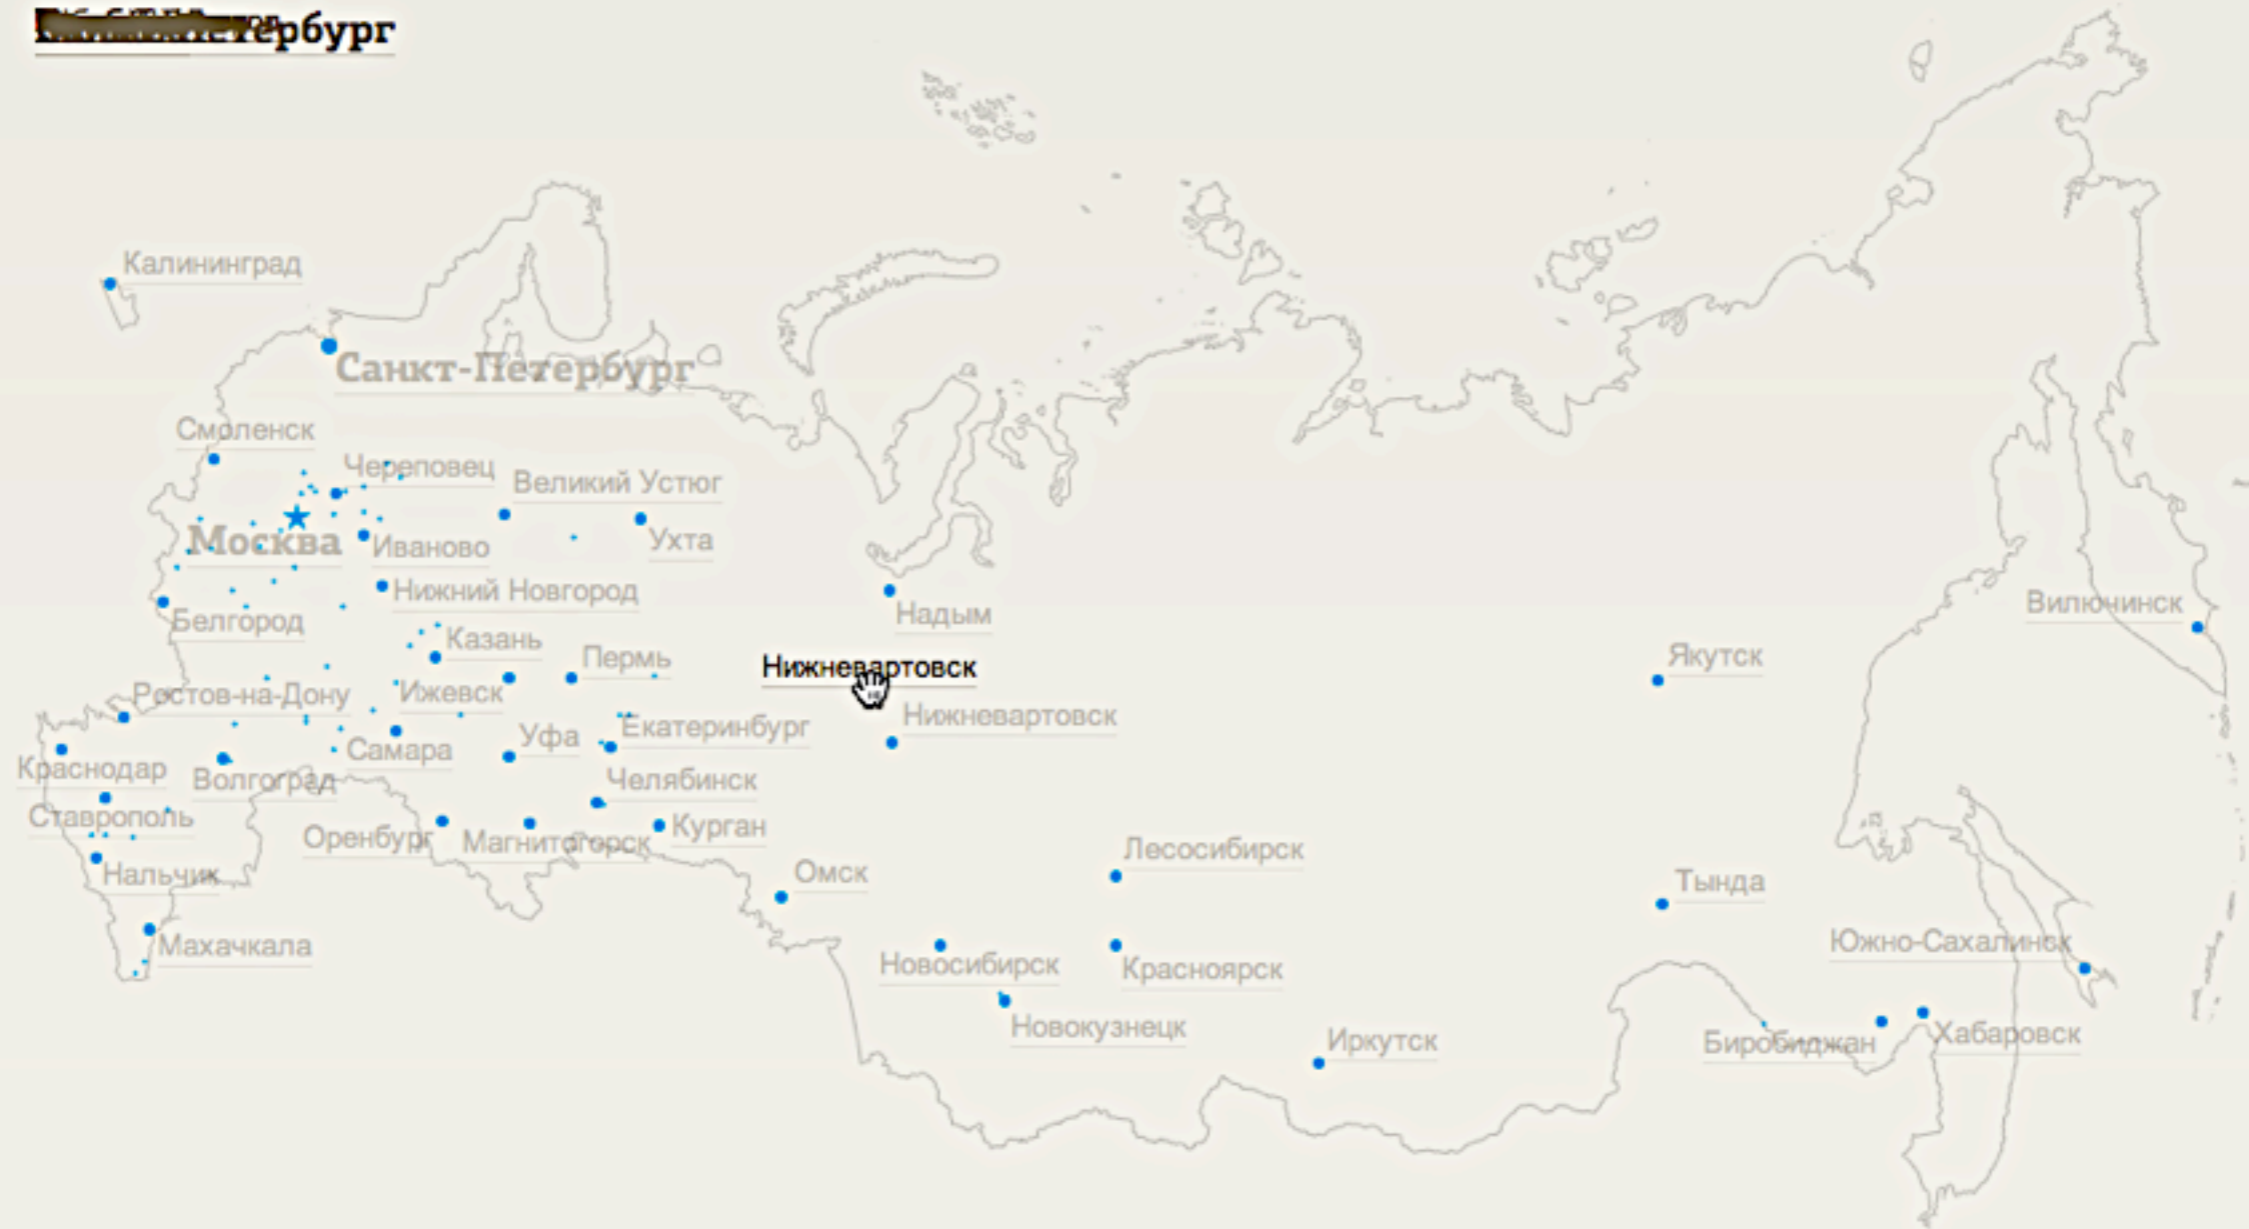 Калининград
Санкт-Петербург
Смоленск
Череповец
Великий Устюг
Москва
Иваново
Ухта
Нижний Новгород
Надым
Вилючинск
Белгород
Казань
Пермь
Нижневартовск
Якутск
Ростов-на-Дону
Ижевск
Нижневартовск
Екатеринбург
Уфа
Самара
Краснодар
Волгоград
Челябинск
Ставрополь
Оренбург
Магнитогорск
Курган
Лесосибирск
Нальчик
Омск
Тында
Махачкала
Южно-Сахалинск
Новосибирск
Красноярск
Новокузнецк
Иркутск
Биробиджан
Хабаровск